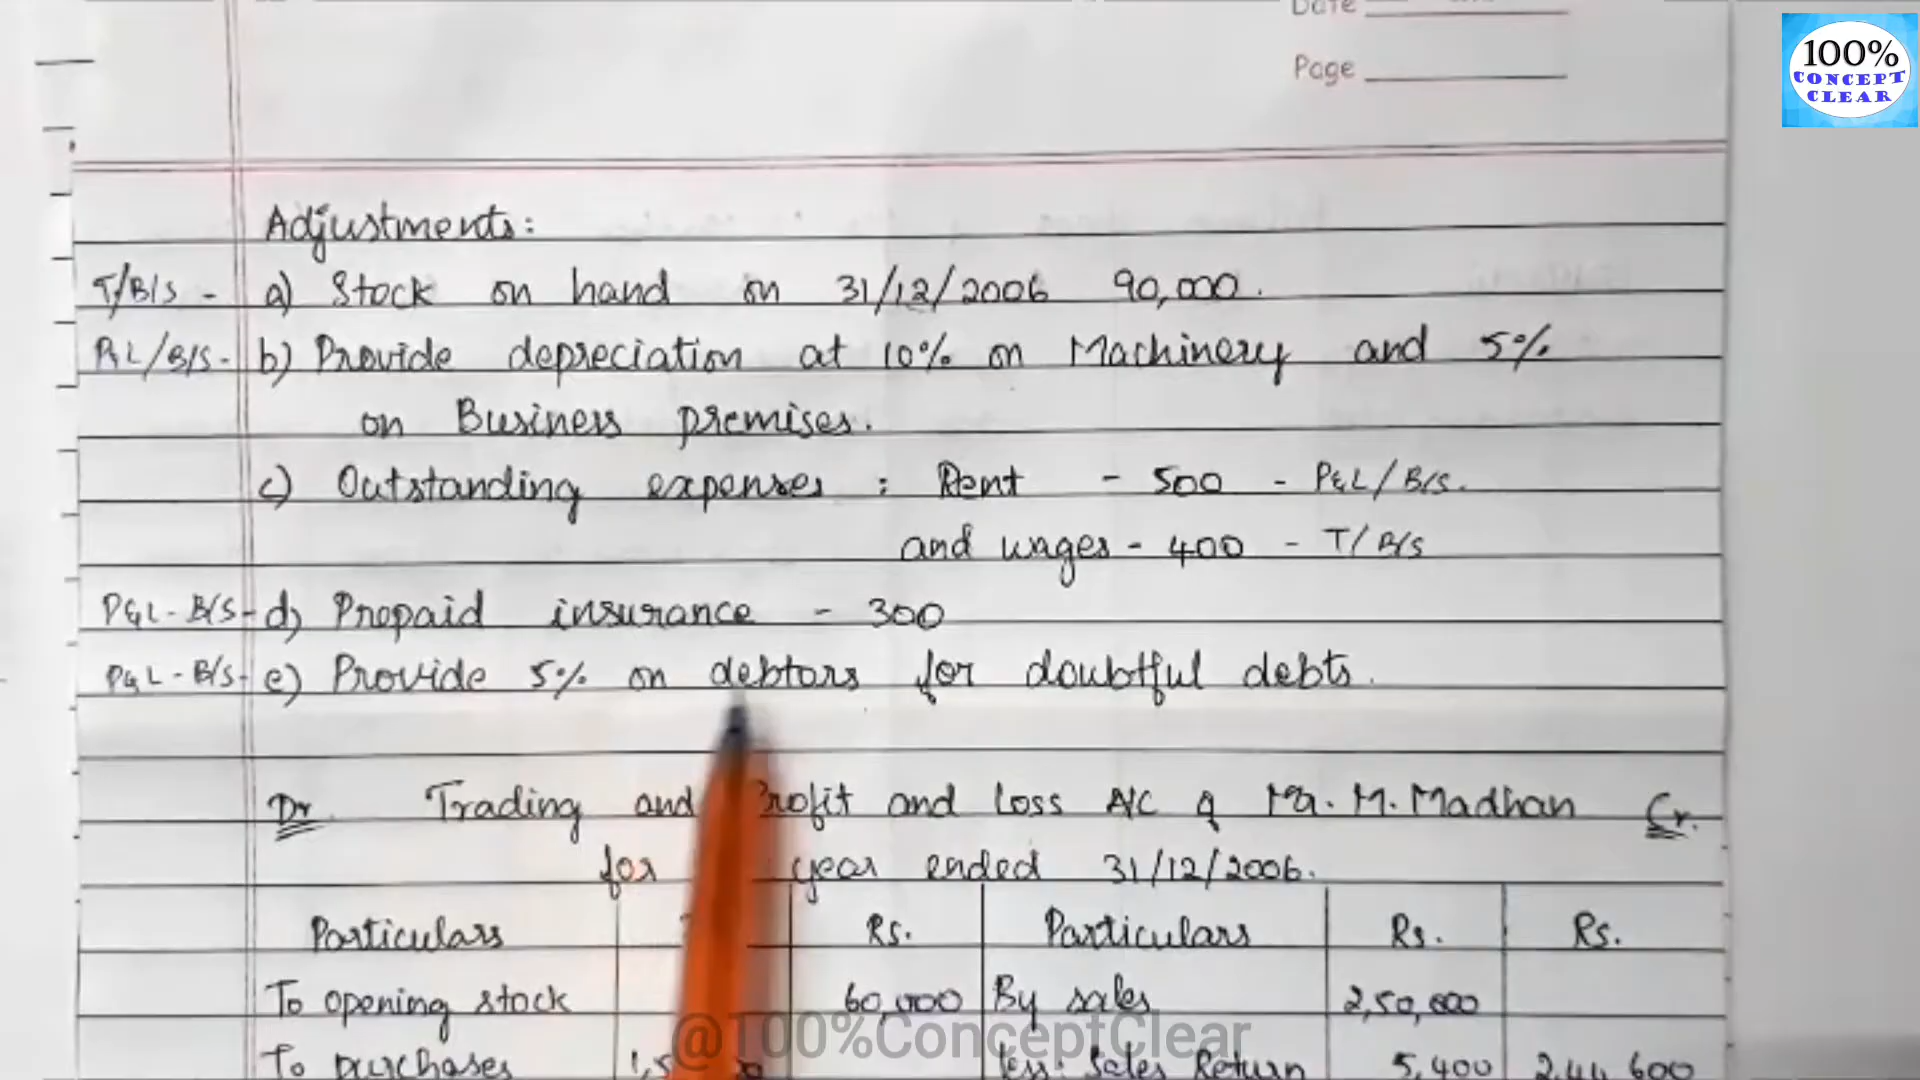 Date
Page
100%
CONCEPT
CLEAR
Adjustments:
T/B/S - a) Stock on hand on 31/12/2006 90,000.
P&L/B/S - b) Provide depreciation at 10% on Machinery and 5%
on Business premises.
c) Outstanding expenses : Rent - 500 - P&L/B/S.
and wages - 400 - T/B/S
P&L - B/S - d) Prepaid insurance - 300
P&L - B/S - e) Provide 5% on debtors for doubtful debts.
Dr Trading and Profit and Loss A/C of Mr. M. Madhan Cr.
for year ended 31/12/2006.
Particulars Rs. Particulars Rs. Rs.
To opening stock 60,000 By sales 2,50,000
@100%ConceptClear
To purchases less: Sales Return 5,400 2,44,600